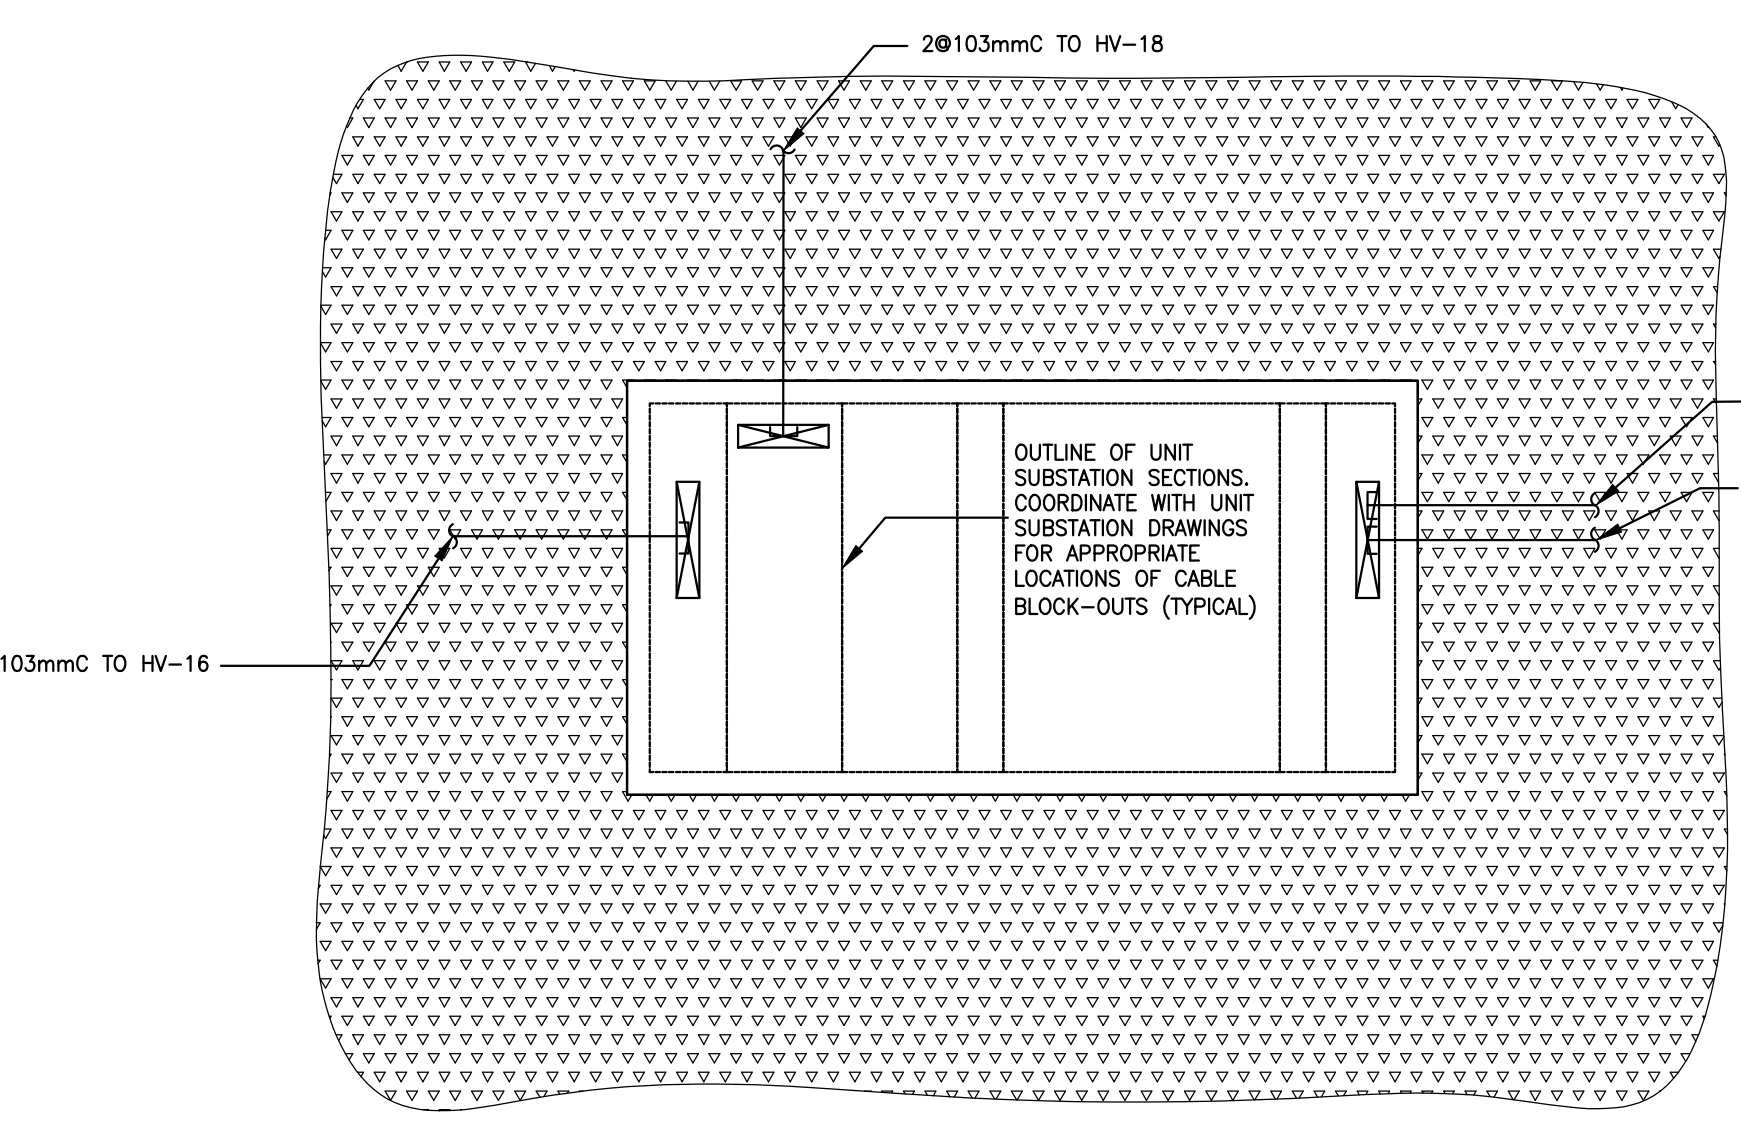 2@103mmC TO HV-18
OUTLINE OF UNIT
SUBSTATION SECTIONS.
COORDINATE WITH UNIT
SUBSTATION DRAWINGS
FOR APPROPRIATE
LOCATIONS OF CABLE
BLOCK-OUTS (TYPICAL)
103mmC TO HV-16